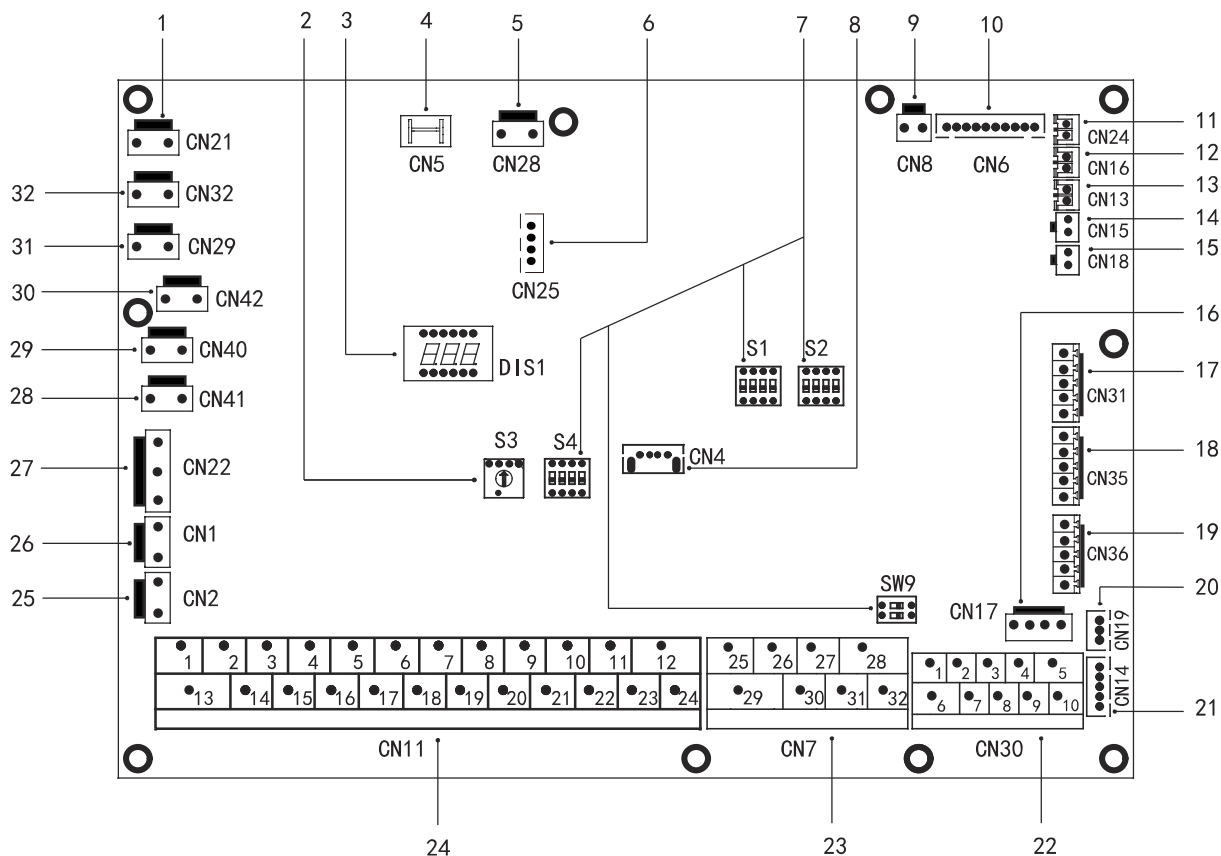 1 2 3 4 5 6 7 8 9 10
CN21
CN5
CN28
CN8
CN6
CN24
11
CN16
12
CN13
13
CN15
14
CN18
15
32
CN32
31
CN29
30
CN42
CN25
29
CN40
28
CN41
DIS1
S1
S2
16
CN31
17
27
CN22
S3
S4
CN4
CN35
18
26
CN1
CN36
19
25
CN2
SW9
CN17
CN19
20
1 2 3 4 5 6 7 8 9 10 11 12
13 14 15 16 17 18 19 20 21 22 23 24
25 26 27 28
29 30 31 32
1 2 3 4 5
6 7 8 9 10
CN14
21
CN11
CN7
CN30
24
23
22